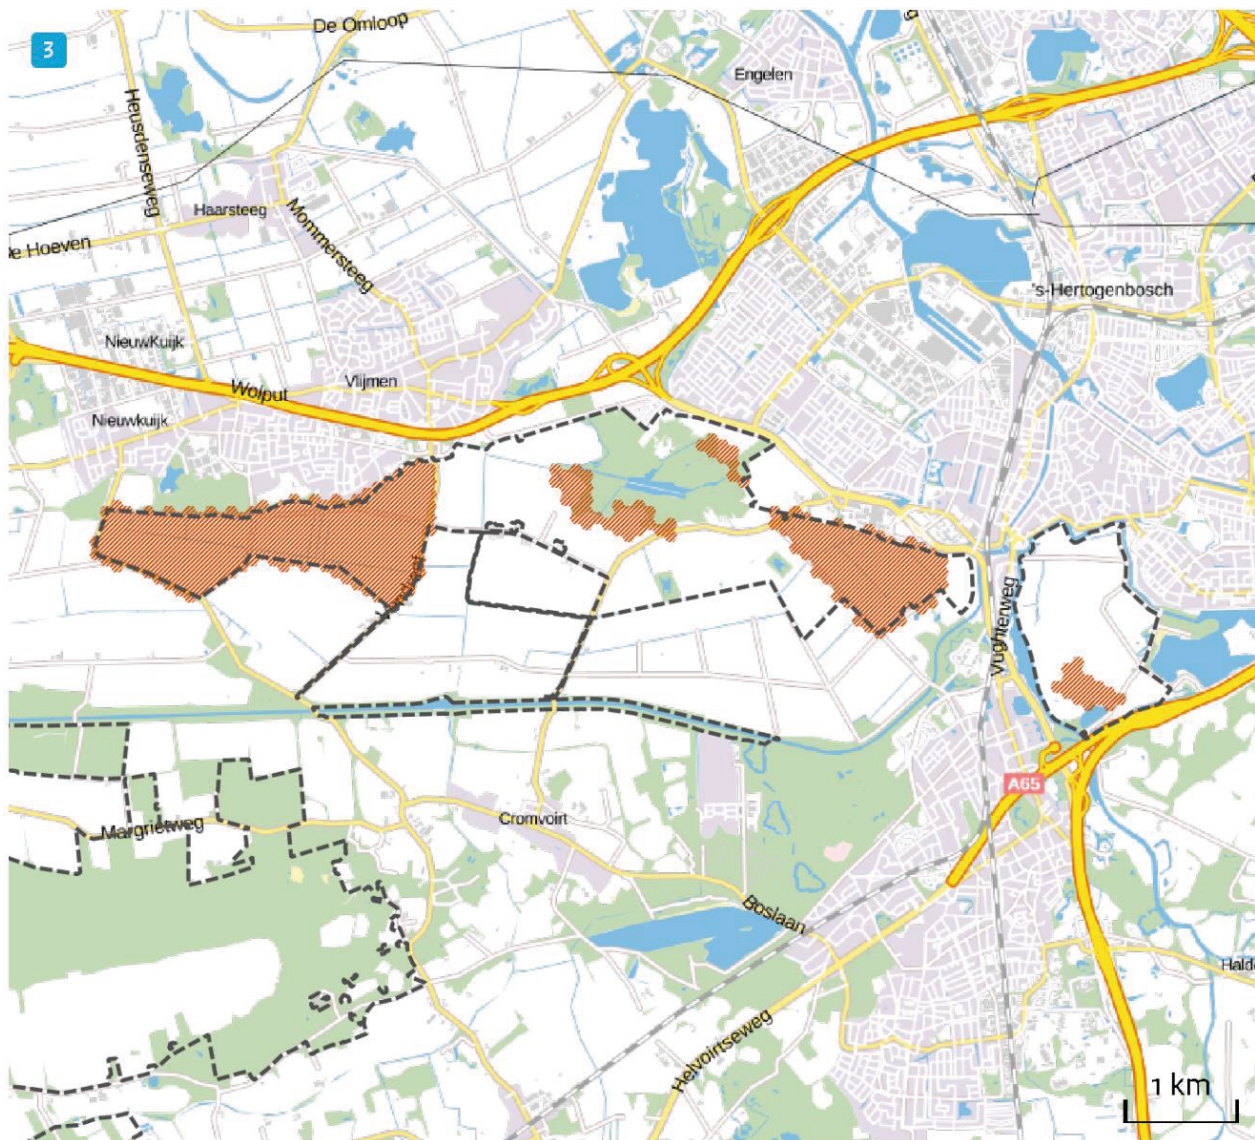 De Omloop
3
Engelen
Heusdenseweg
Haarsteeg
Mommersteeg
De Hoeven
's-Hertogenbosch
NieuwKuijk
Vlijmen
Wolput
Nieuwkuijk
Vughterweg
A65
Cromvoirt
Margrietweg
Boslaan
Halde
Helvoirtseweg
1 km